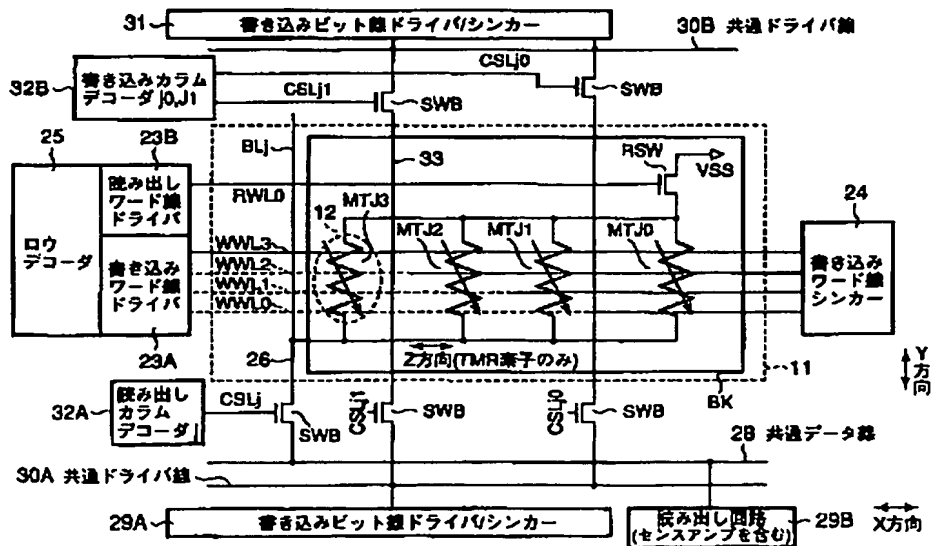 31
書き込みビット線ドライバ/シンカー
30B 共通ドライバ線
32B
書き込みカラム
デコーダ j0,j1
CSLj1
CSLj0
SWB
SWB
25
23B
BLj
33
RSW
VSS
24
ロウ
デコーダ
読み出し
ワード線
ドライバ
RWL0
12
MTJ3
MTJ2
MTJ1
MTJ0
WWL3
WWL2
WWL1
WWL0
書き込み
ワード線
ドライバ
書き込み
ワード線
シンカー
23A
26
Z方向(TMR素子のみ)
11
Y方向
BK
32A
読み出し
カラム
デコーダ j
CSLj
SWB
CSLj1
SWB
CSLj0
SWB
28 共通データ線
30A 共通ドライバ線
29A
書き込みビット線ドライバ/シンカー
読み出し回路
(センスアンプを含む)
29B
X方向